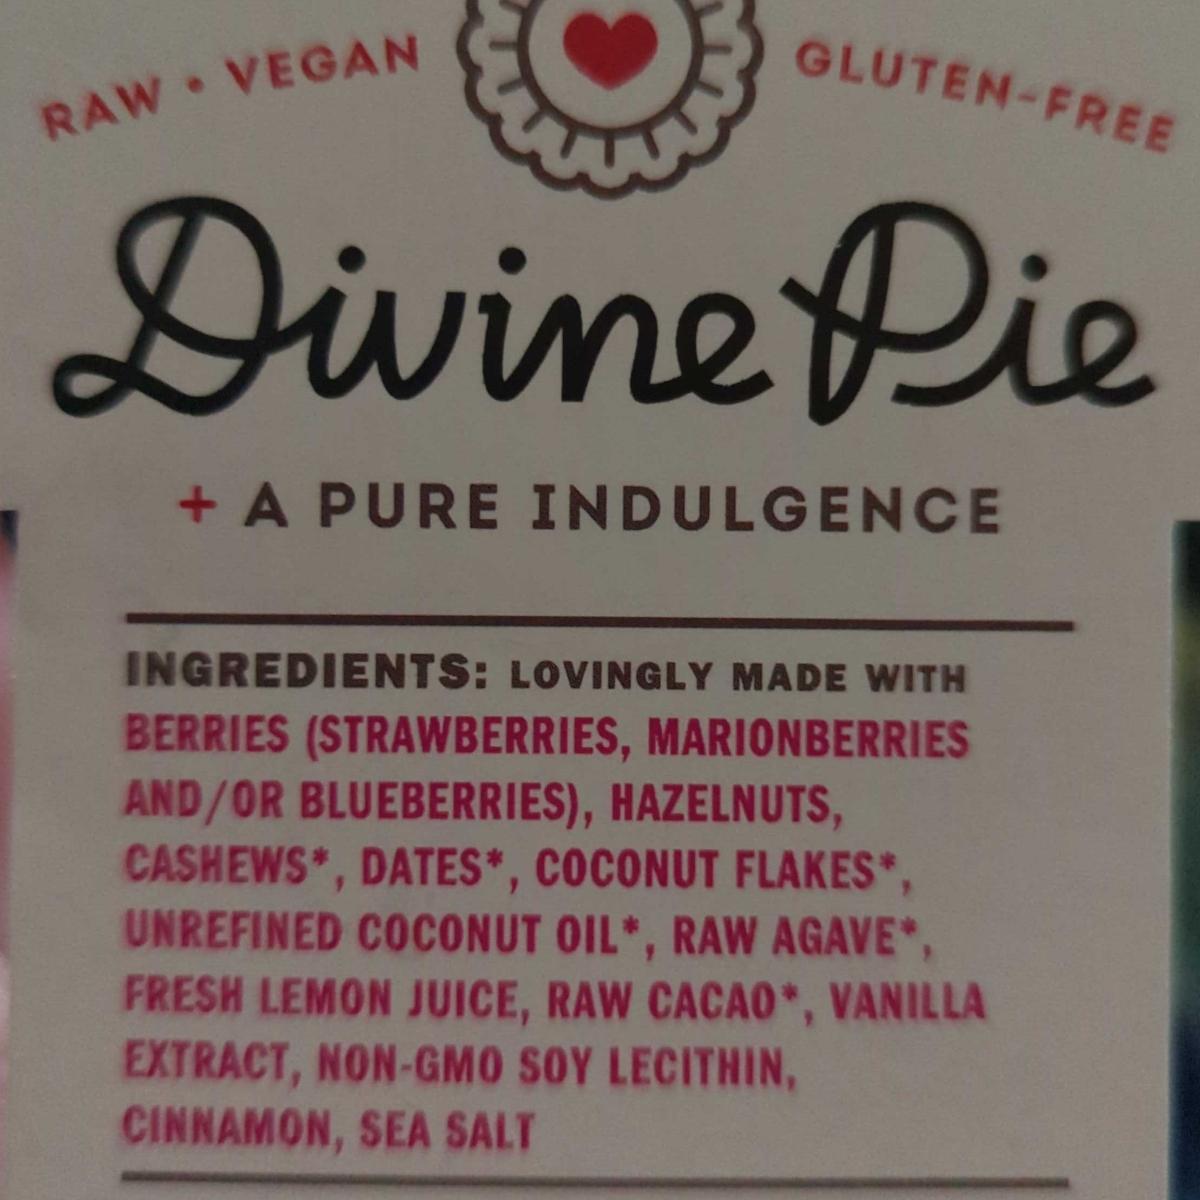 RAW • VEGAN GLUTEN-FREE
Divine Pie
+ A PURE INDULGENCE
INGREDIENTS: LOVINGLY MADE WITH
BERRIES (STRAWBERRIES, MARIONBERRIES
AND/OR BLUEBERRIES), HAZELNUTS,
CASHEWS*, DATES*, COCONUT FLAKES*,
UNREFINED COCONUT OIL*, RAW AGAVE*,
FRESH LEMON JUICE, RAW CACAO*, VANILLA
EXTRACT, NON-GMO SOY LECITHIN,
CINNAMON, SEA SALT